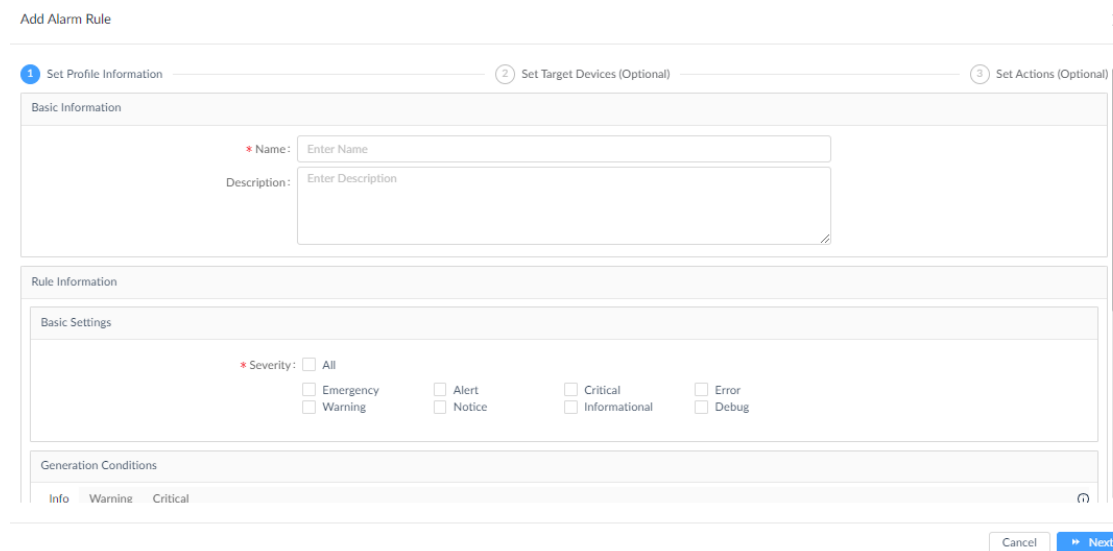 Add Alarm Rule
1 Set Profile Information 2 Set Target Devices (Optional) 3 Set Actions (Optional)
Basic Information
* Name: Enter Name
Description: Enter Description
Rule Information
Basic Settings
* Severity: All
Emergency Alert Critical Error
Warning Notice Informational Debug
Generation Conditions
Info Warning Critical
Cancel Next